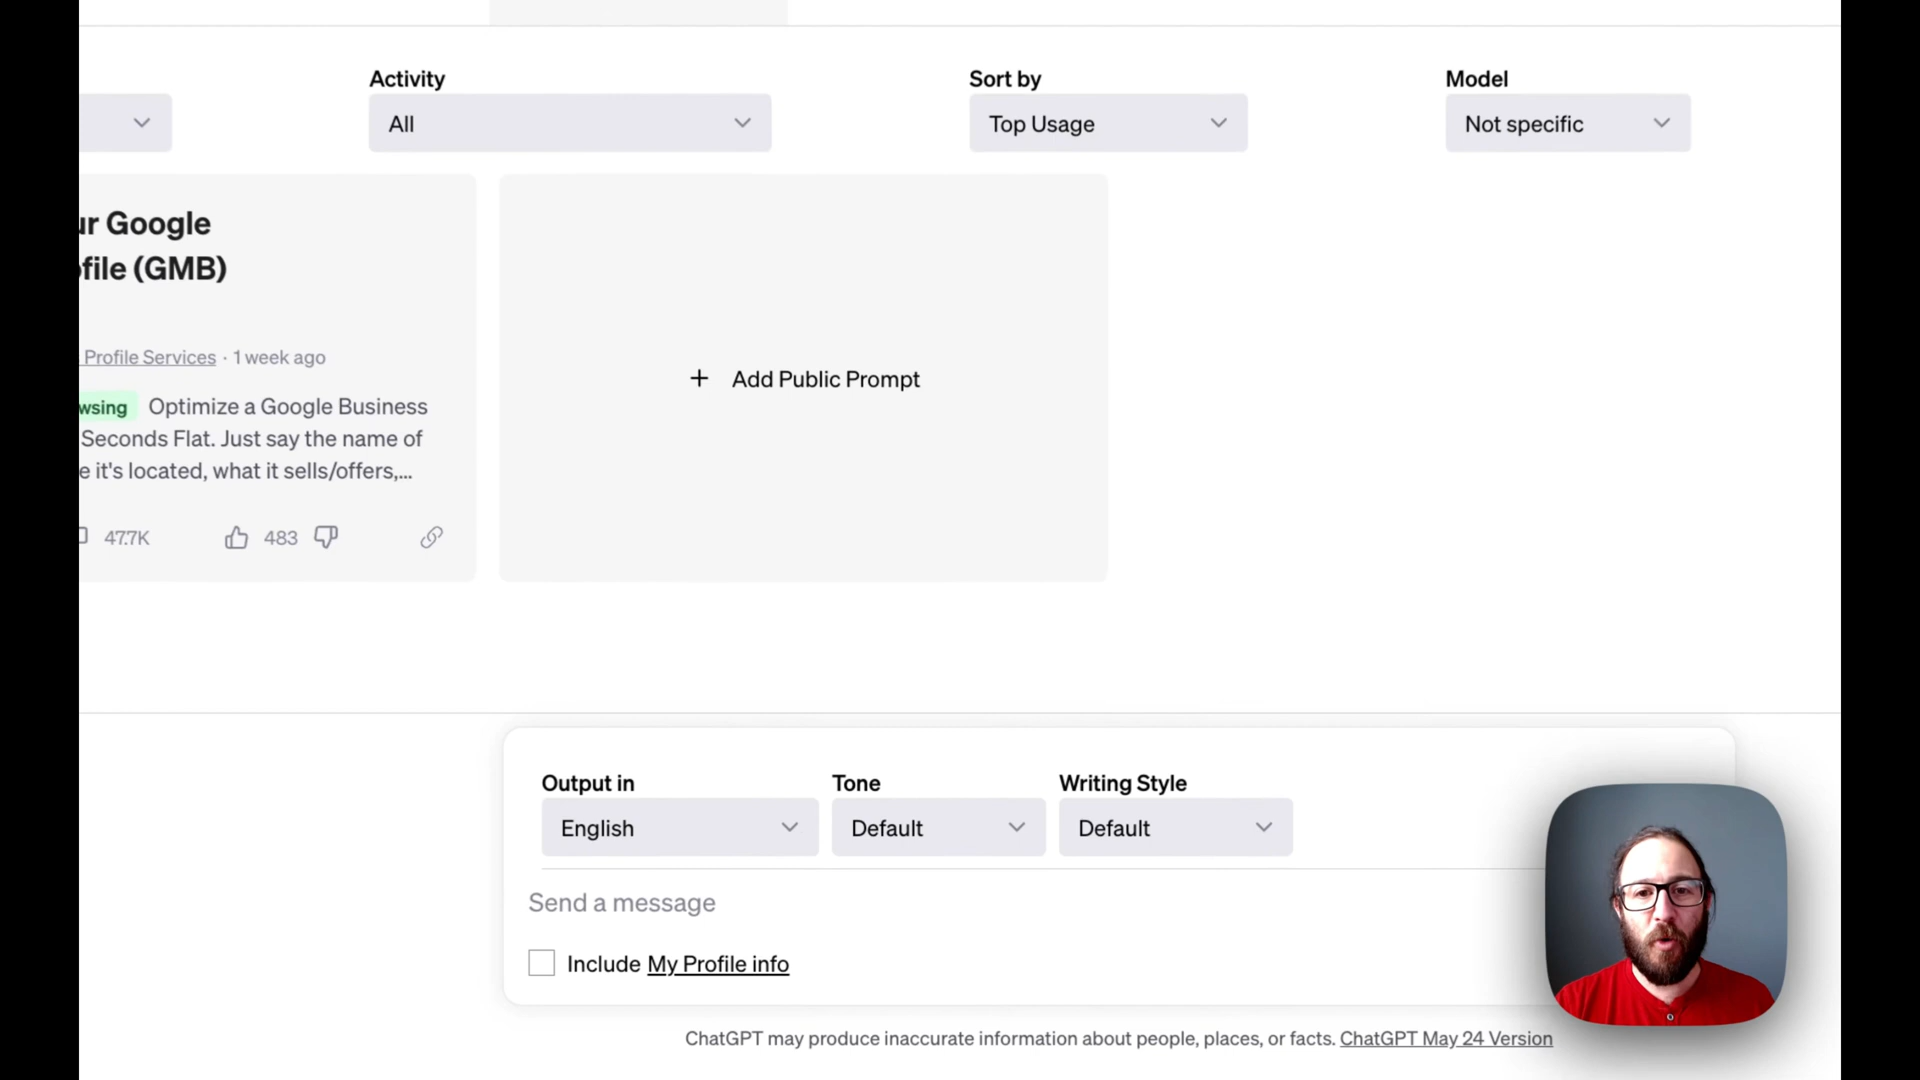 Activity
Sort by
Model
All
Top Usage
Not specific
ur Google
file (GMB)
Profile Services · 1 week ago
wsing Optimize a Google Business
Seconds Flat. Just say the name of
e it's located, what it sells/offers,...
47.7K 483
+ Add Public Prompt
Output in
Tone
Writing Style
English
Default
Default
Send a message
Include My Profile info
ChatGPT may produce inaccurate information about people, places, or facts. ChatGPT May 24 Version